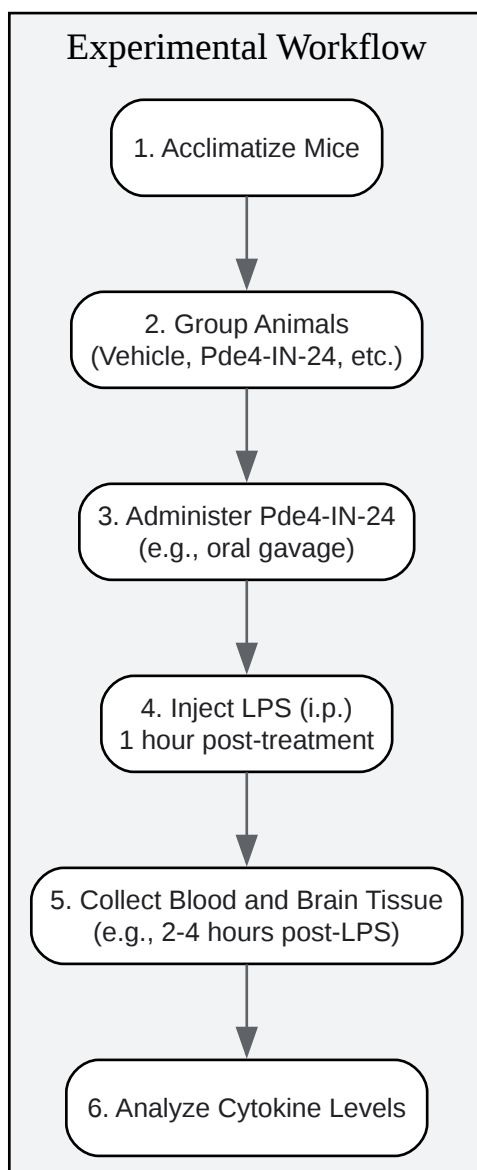 Experimental Workflow
1. Acclimatize Mice
2. Group Animals
(Vehicle, Pde4-IN-24, etc.)
3. Administer Pde4-IN-24
(e.g., oral gavage)
4. Inject LPS (i.p.)
1 hour post-treatment
5. Collect Blood and Brain Tissue
(e.g., 2-4 hours post-LPS)
6. Analyze Cytokine Levels